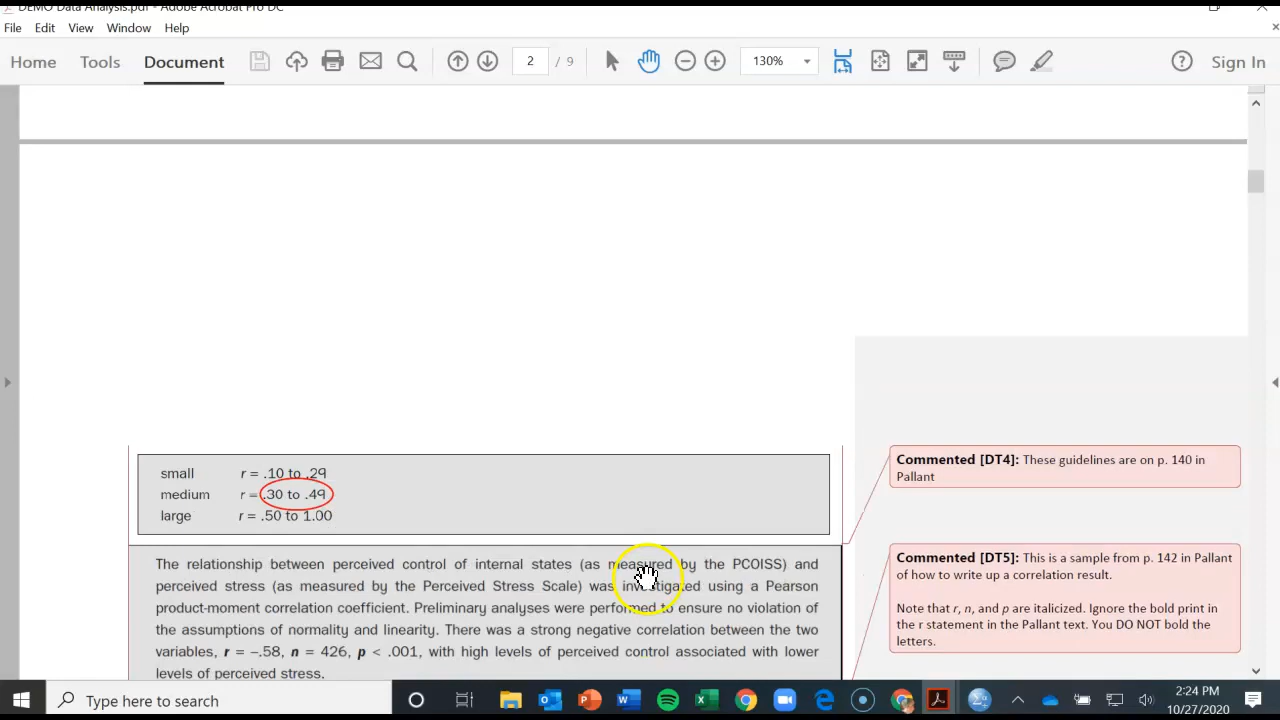 DEMO Data Analysis.pdf - Adobe Acrobat Pro DC
File Edit View Window Help
Home Tools Document 2 / 9 130% Sign In
small r = .10 to .29
medium r = .30 to .49
large r = .50 to 1.00
Commented [DT4]: These guidelines are on p. 140 in
Pallant
The relationship between perceived control of internal states (as measured by the PCOISS) and
perceived stress (as measured by the Perceived Stress Scale) was investigated using a Pearson
product-moment correlation coefficient. Preliminary analyses were performed to ensure no violation of
the assumptions of normality and linearity. There was a strong negative correlation between the two
variables, r = –.58, n = 426, p < .001, with high levels of perceived control associated with lower
levels of perceived stress.
Commented [DT5]: This is a sample from p. 142 in Pallant
of how to write up a correlation result.
Note that r, n, and p are italicized. Ignore the bold print in
the r statement in the Pallant text. You DO NOT bold the
letters.
Type here to search
2:24 PM
10/27/2020